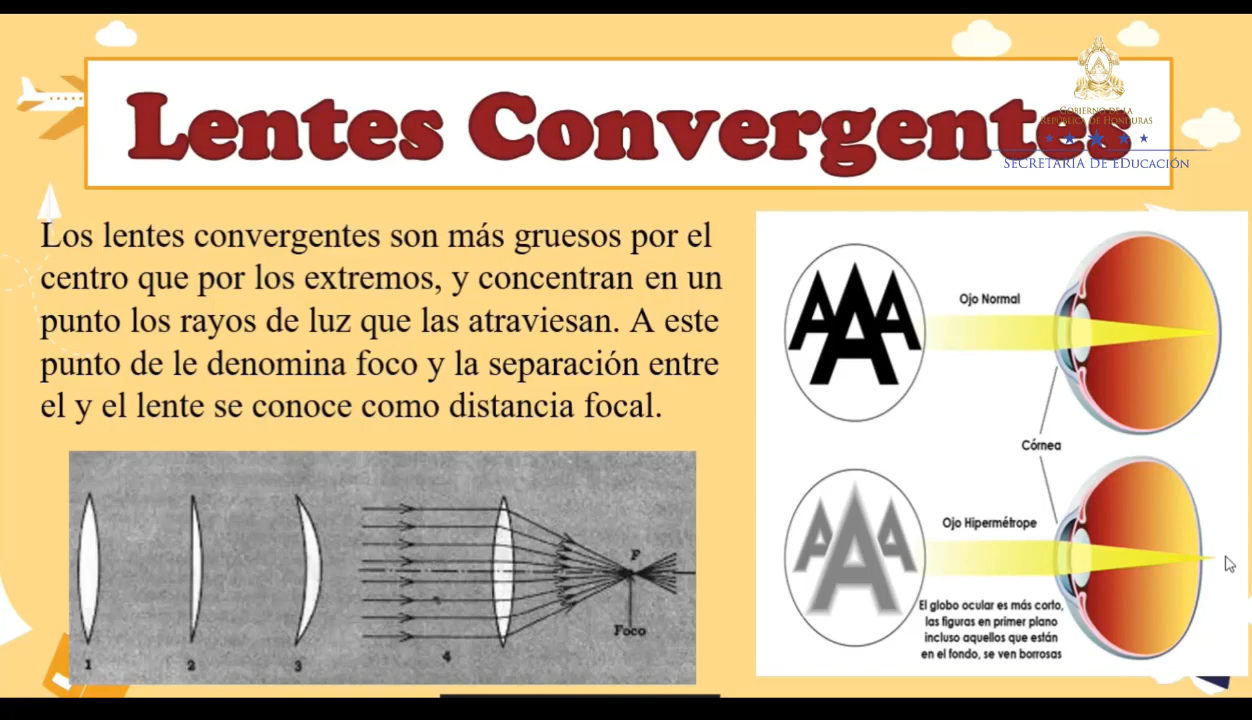 Lentes Convergentes
GOBIERNO DE LA
REPÚBLICA DE HONDURAS
SECRETARÍA DE EDUCACIÓN
Los lentes convergentes son más gruesos por el
centro que por los extremos, y concentran en un
punto los rayos de luz que las atraviesan. A este
punto de le denomina foco y la separación entre
el y el lente se conoce como distancia focal.
1
2
3
4
F
Foco
AAA
Ojo Normal
Córnea
AAA
Ojo Hipermétrope
El globo ocular es más corto,
las figuras en primer plano
incluso aquellos que están
en el fondo, se ven borrosas